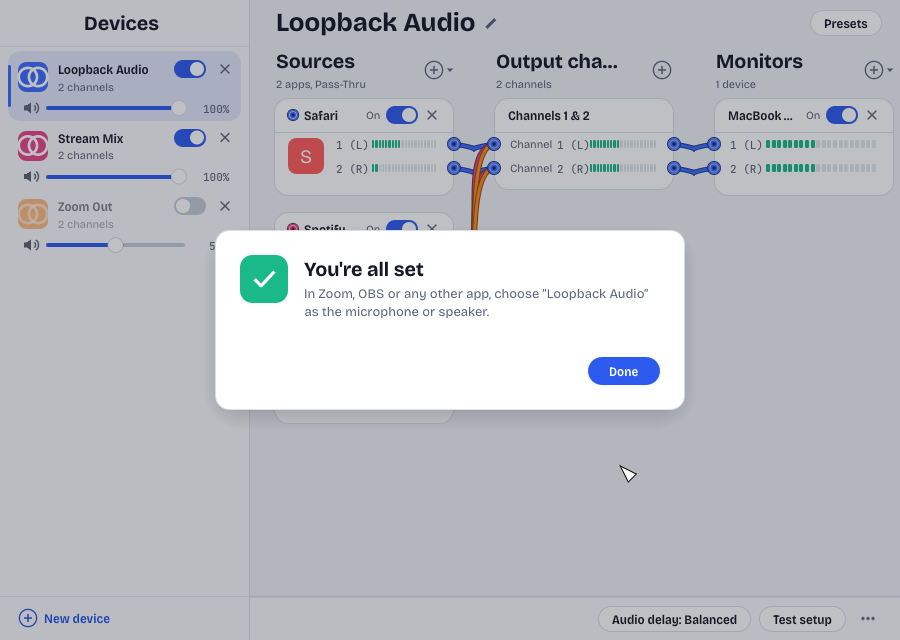 Devices
Loopback Audio
2 channels
100%
Stream Mix
2 channels
100%
Zoom Out
2 channels
New device
Loopback Audio
Presets
Sources
2 apps, Pass-Thru
Output cha...
2 channels
Monitors
1 device
Safari
On
S
1 (L)
2 (R)
Channels 1 & 2
Channel 1 (L)
Channel 2 (R)
MacBook ...
On
1 (L)
2 (R)
Spotify
On
You're all set
In Zoom, OBS or any other app, choose “Loopback Audio”
as the microphone or speaker.
Done
Audio delay: Balanced
Test setup